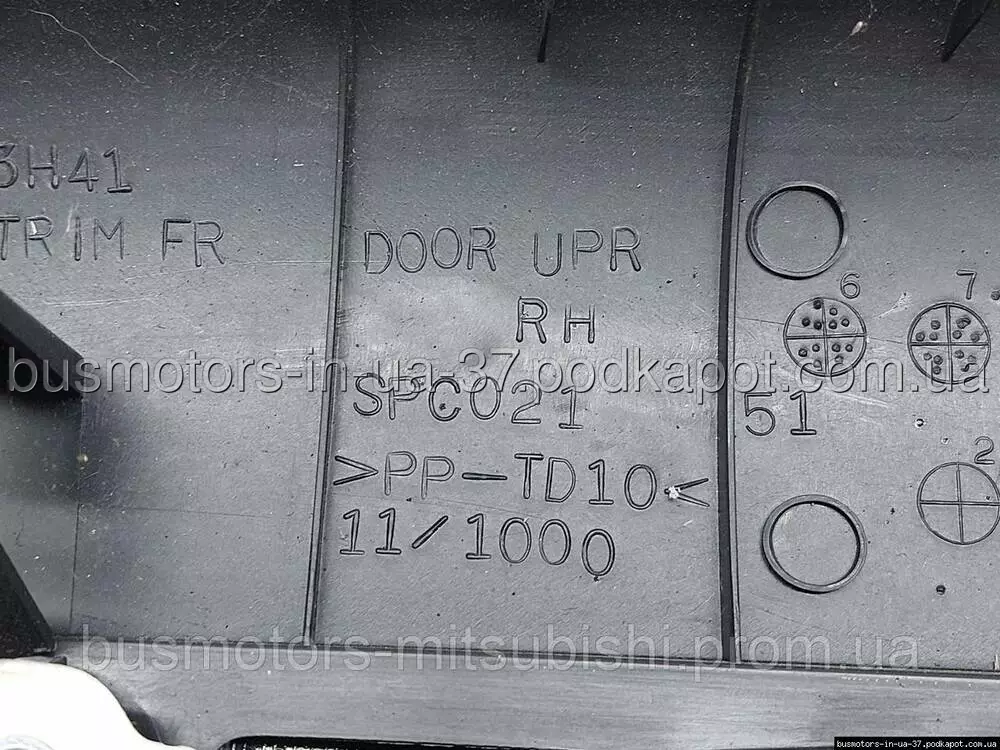 3H41
TRIM FR DOOR UPR
RH
SPC021
51
>PP-TD10<
11/1000
6
7
2
busmotors-in-ua-37.podkapot.com.ua
busmotors-mitsubishi.prom.ua
busmotors-in-ua-37.podkapot.com.ua